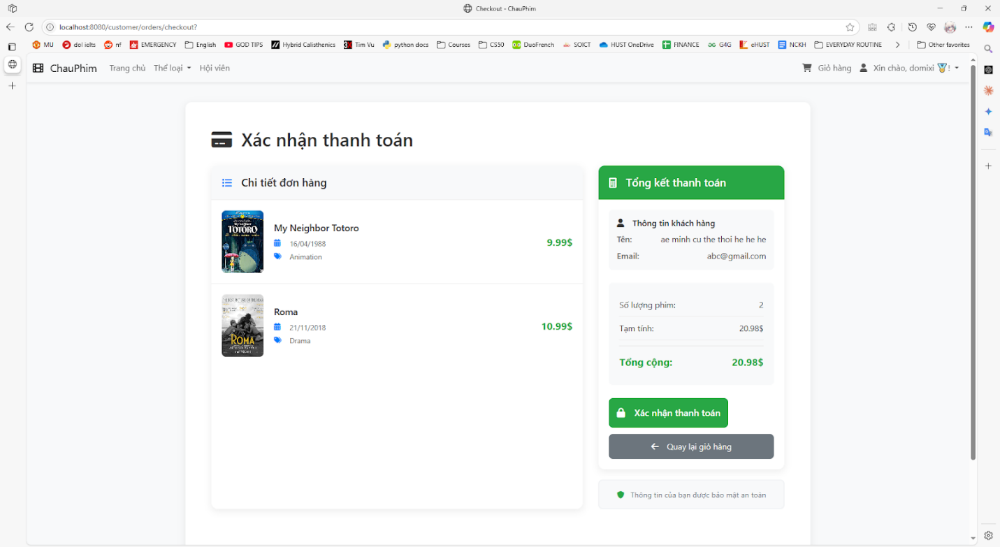 Checkout - ChauPhim
localhost:8080/customer/orders/checkout?
MU dol ielts nf EMERGENCY English GOD TIPS Hybrid Calisthenics Tim Vu python docs Courses CS50 DuoFrench SOICT HUST OneDrive FINANCE G4G eHUST NCKH EVERYDAY ROUTINE Other favorites
ChauPhim Trang chủ Thể loại Hội viên Giỏ hàng Xin chào, domixi 🏅!
Xác nhận thanh toán
Chi tiết đơn hàng
TOTORO
My Neighbor Totoro
16/04/1988
Animation
9.99$
ROMA
Roma
21/11/2018
Drama
10.99$
Tổng kết thanh toán
Thông tin khách hàng
Tên: ae minh cu the thoi he he he
Email: abc@gmail.com
Số lượng phim: 2
Tạm tính: 20.98$
Tổng cộng: 20.98$
Xác nhận thanh toán
Quay lại giỏ hàng
Thông tin của bạn được bảo mật an toàn